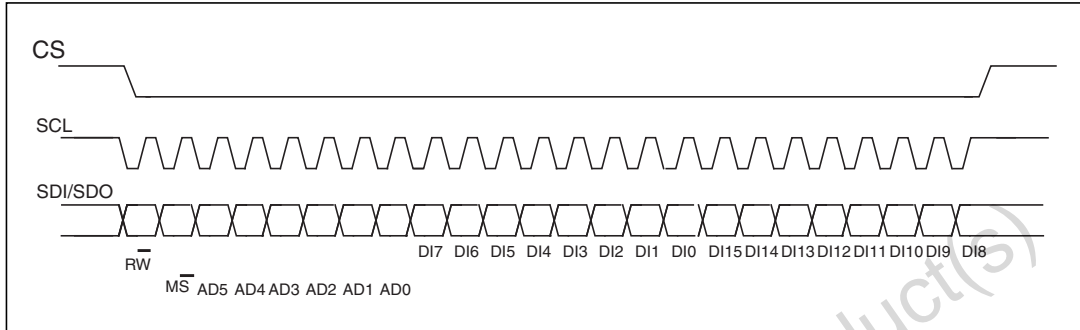 CS
SCL
SDI/SDO
DI7 DI6 DI5 DI4 DI3 DI2 DI1 DI0 DI15 DI14 DI13 DI12 DI11 DI10 DI9 DI8
RW̅
MS̅ AD5 AD4 AD3 AD2 AD1 AD0
duct(s)